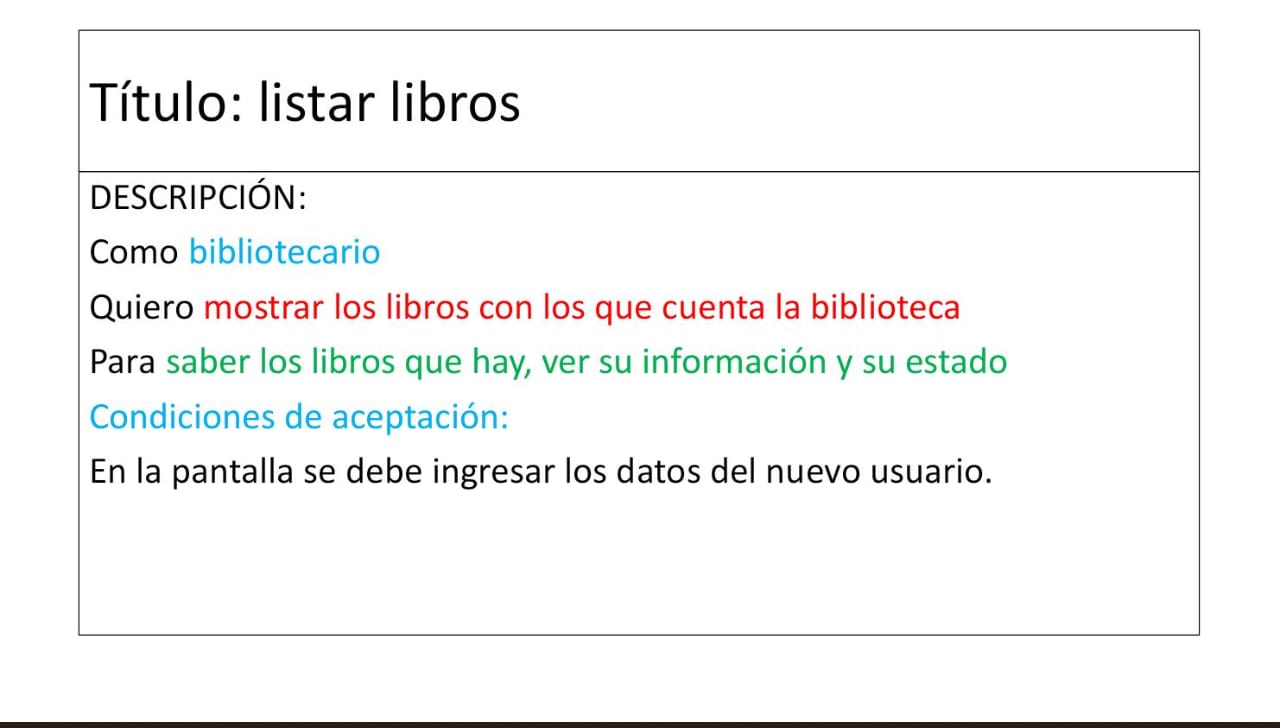 Título: listar libros
DESCRIPCIÓN:
Como bibliotecario
Quiero mostrar los libros con los que cuenta la biblioteca
Para saber los libros que hay, ver su información y su estado
Condiciones de aceptación:
En la pantalla se debe ingresar los datos del nuevo usuario.